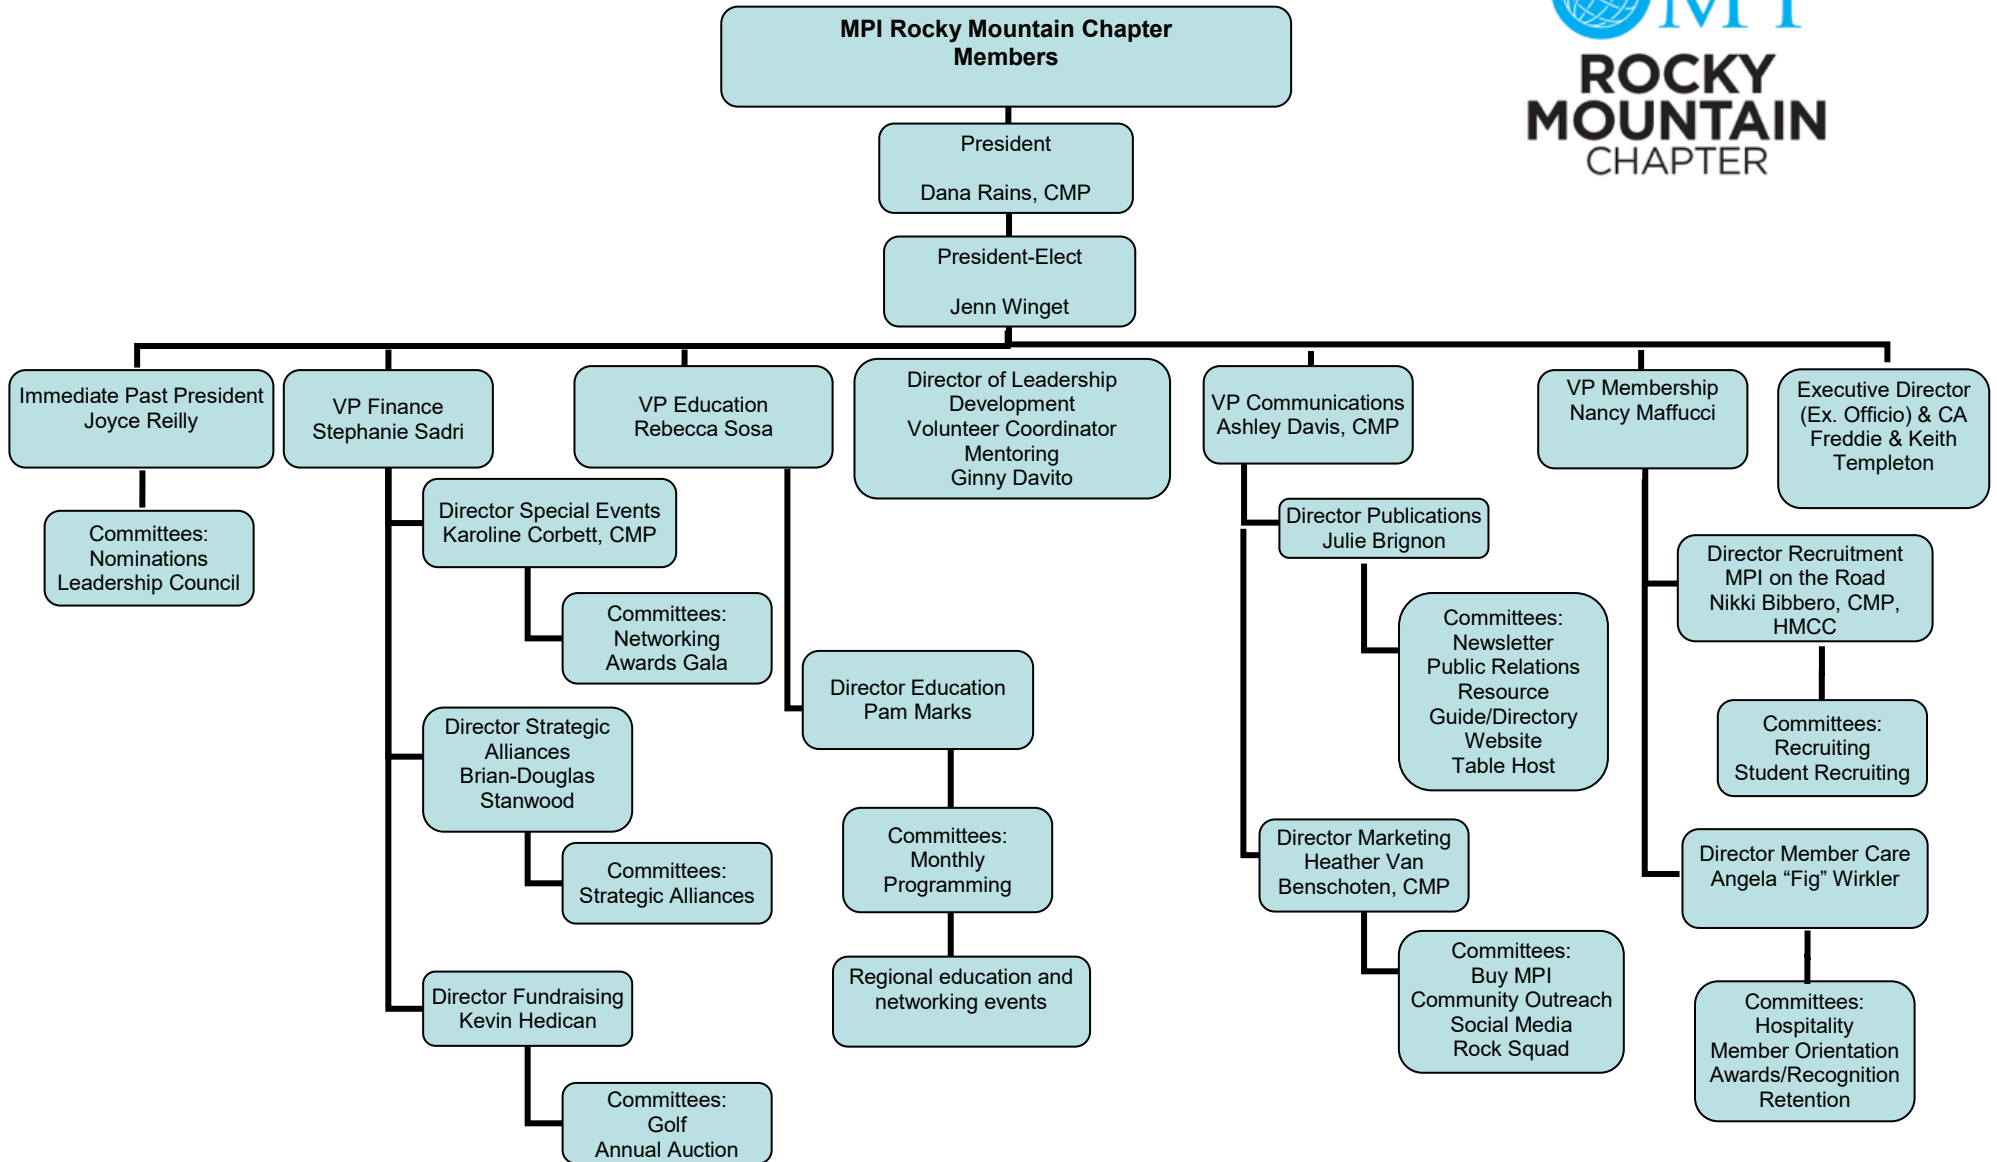 MPI Rocky Mountain Chapter
Members
MPI
ROCKY
MOUNTAIN
CHAPTER
President
Dana Rains, CMP
President-Elect
Jenn Winget
Immediate Past President
Joyce Reilly
Committees:
Nominations
Leadership Council
VP Finance
Stephanie Sadri
Director Special Events
Karoline Corbett, CMP
Committees:
Networking
Awards Gala
Director Strategic
Alliances
Brian-Douglas
Stanwood
Committees:
Strategic Alliances
Director Fundraising
Kevin Hedican
Committees:
Golf
Annual Auction
VP Education
Rebecca Sosa
Director Education
Pam Marks
Committees:
Monthly
Programming
Regional education and
networking events
Director of Leadership
Development
Volunteer Coordinator
Mentoring
Ginny Davito
VP Communications
Ashley Davis, CMP
Director Publications
Julie Brignon
Committees:
Newsletter
Public Relations
Resource
Guide/Directory
Website
Table Host
Director Marketing
Heather Van
Benschoten, CMP
Committees:
Buy MPI
Community Outreach
Social Media
Rock Squad
VP Membership
Nancy Maffucci
Director Recruitment
MPI on the Road
Nikki Bibbero, CMP,
HMCC
Committees:
Recruiting
Student Recruiting
Director Member Care
Angela “Fig” Wirkler
Committees:
Hospitality
Member Orientation
Awards/Recognition
Retention
Executive Director
(Ex. Officio) & CA
Freddie & Keith
Templeton